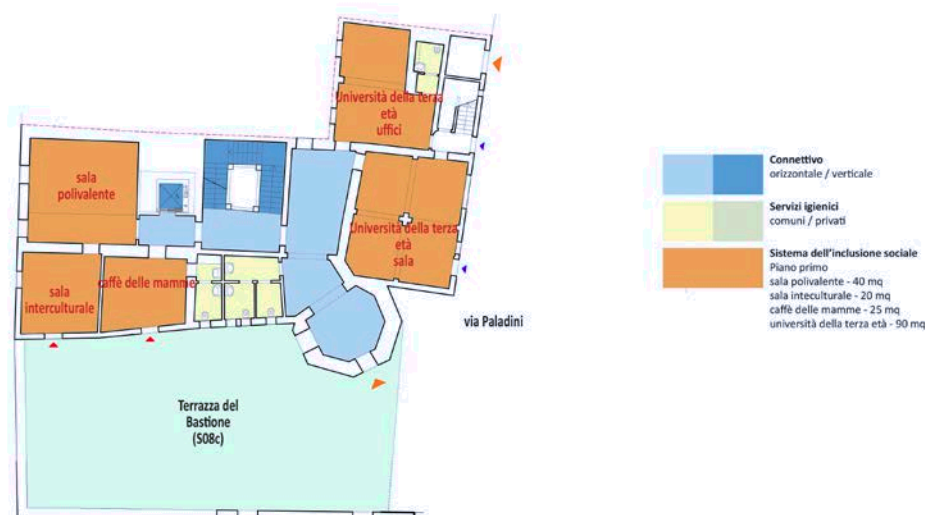 Università della terza
età
uffici
sala
polivalente
Università della terza
età
sala
caffè delle mamme
sala
interculturale
via Paladini
Terrazza del
Bastione
(S08c)
Connettivo
orizzontale / verticale
Servizi igienici
comuni / privati
Sistema dell'inclusione sociale
Piano primo
sala polivalente - 40 mq
sala inteculturale - 20 mq
caffè delle mamme - 25 mq
università della terza età - 90 mq